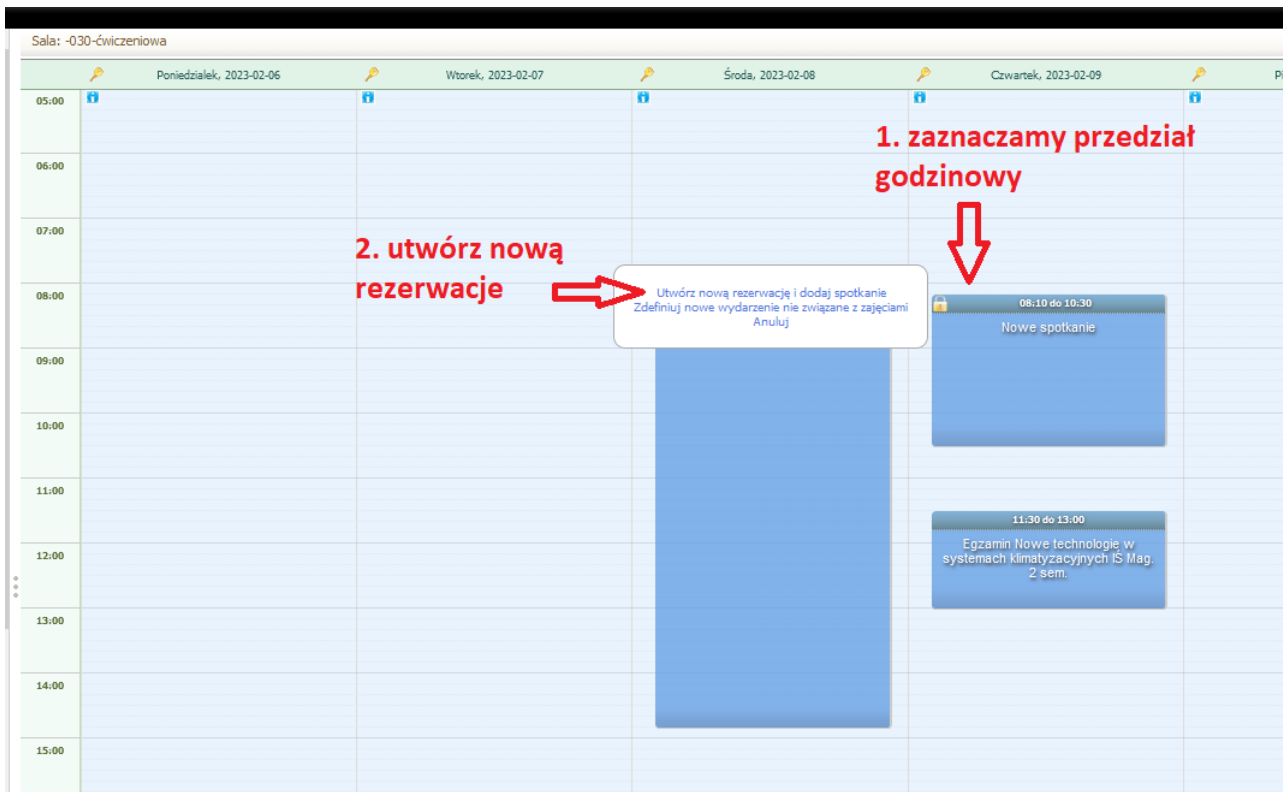 Sala: -030-ćwiczeniowa
Poniedziałek, 2023-02-06
Wtorek, 2023-02-07
Środa, 2023-02-08
Czwartek, 2023-02-09
Pi
05:00
06:00
07:00
08:00
09:00
10:00
11:00
12:00
13:00
14:00
15:00
1. zaznaczamy przedział
godzinowy
2. utwórz nową
rezerwacje
Utwórz nową rezerwację i dodaj spotkanie
Zdefiniuj nowe wydarzenie nie związane z zajęciami
Anuluj
08:10 do 10:30
Nowe spotkanie
11:30 do 13:00
Egzamin Nowe technologie w
systemach klimatyzacyjnych IŚ Mag.
2 sem.